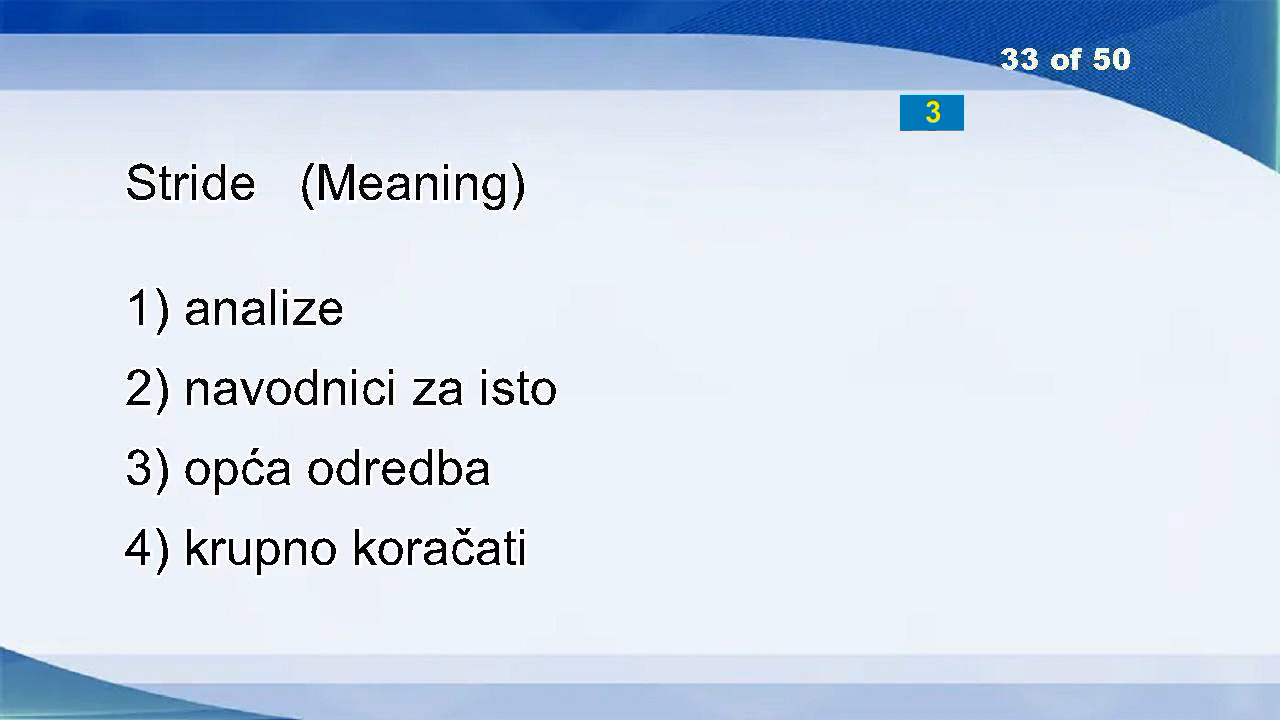 33 of 50
3
Stride (Meaning)
1) analize
2) navodnici za isto
3) opća odredba
4) krupno koračati